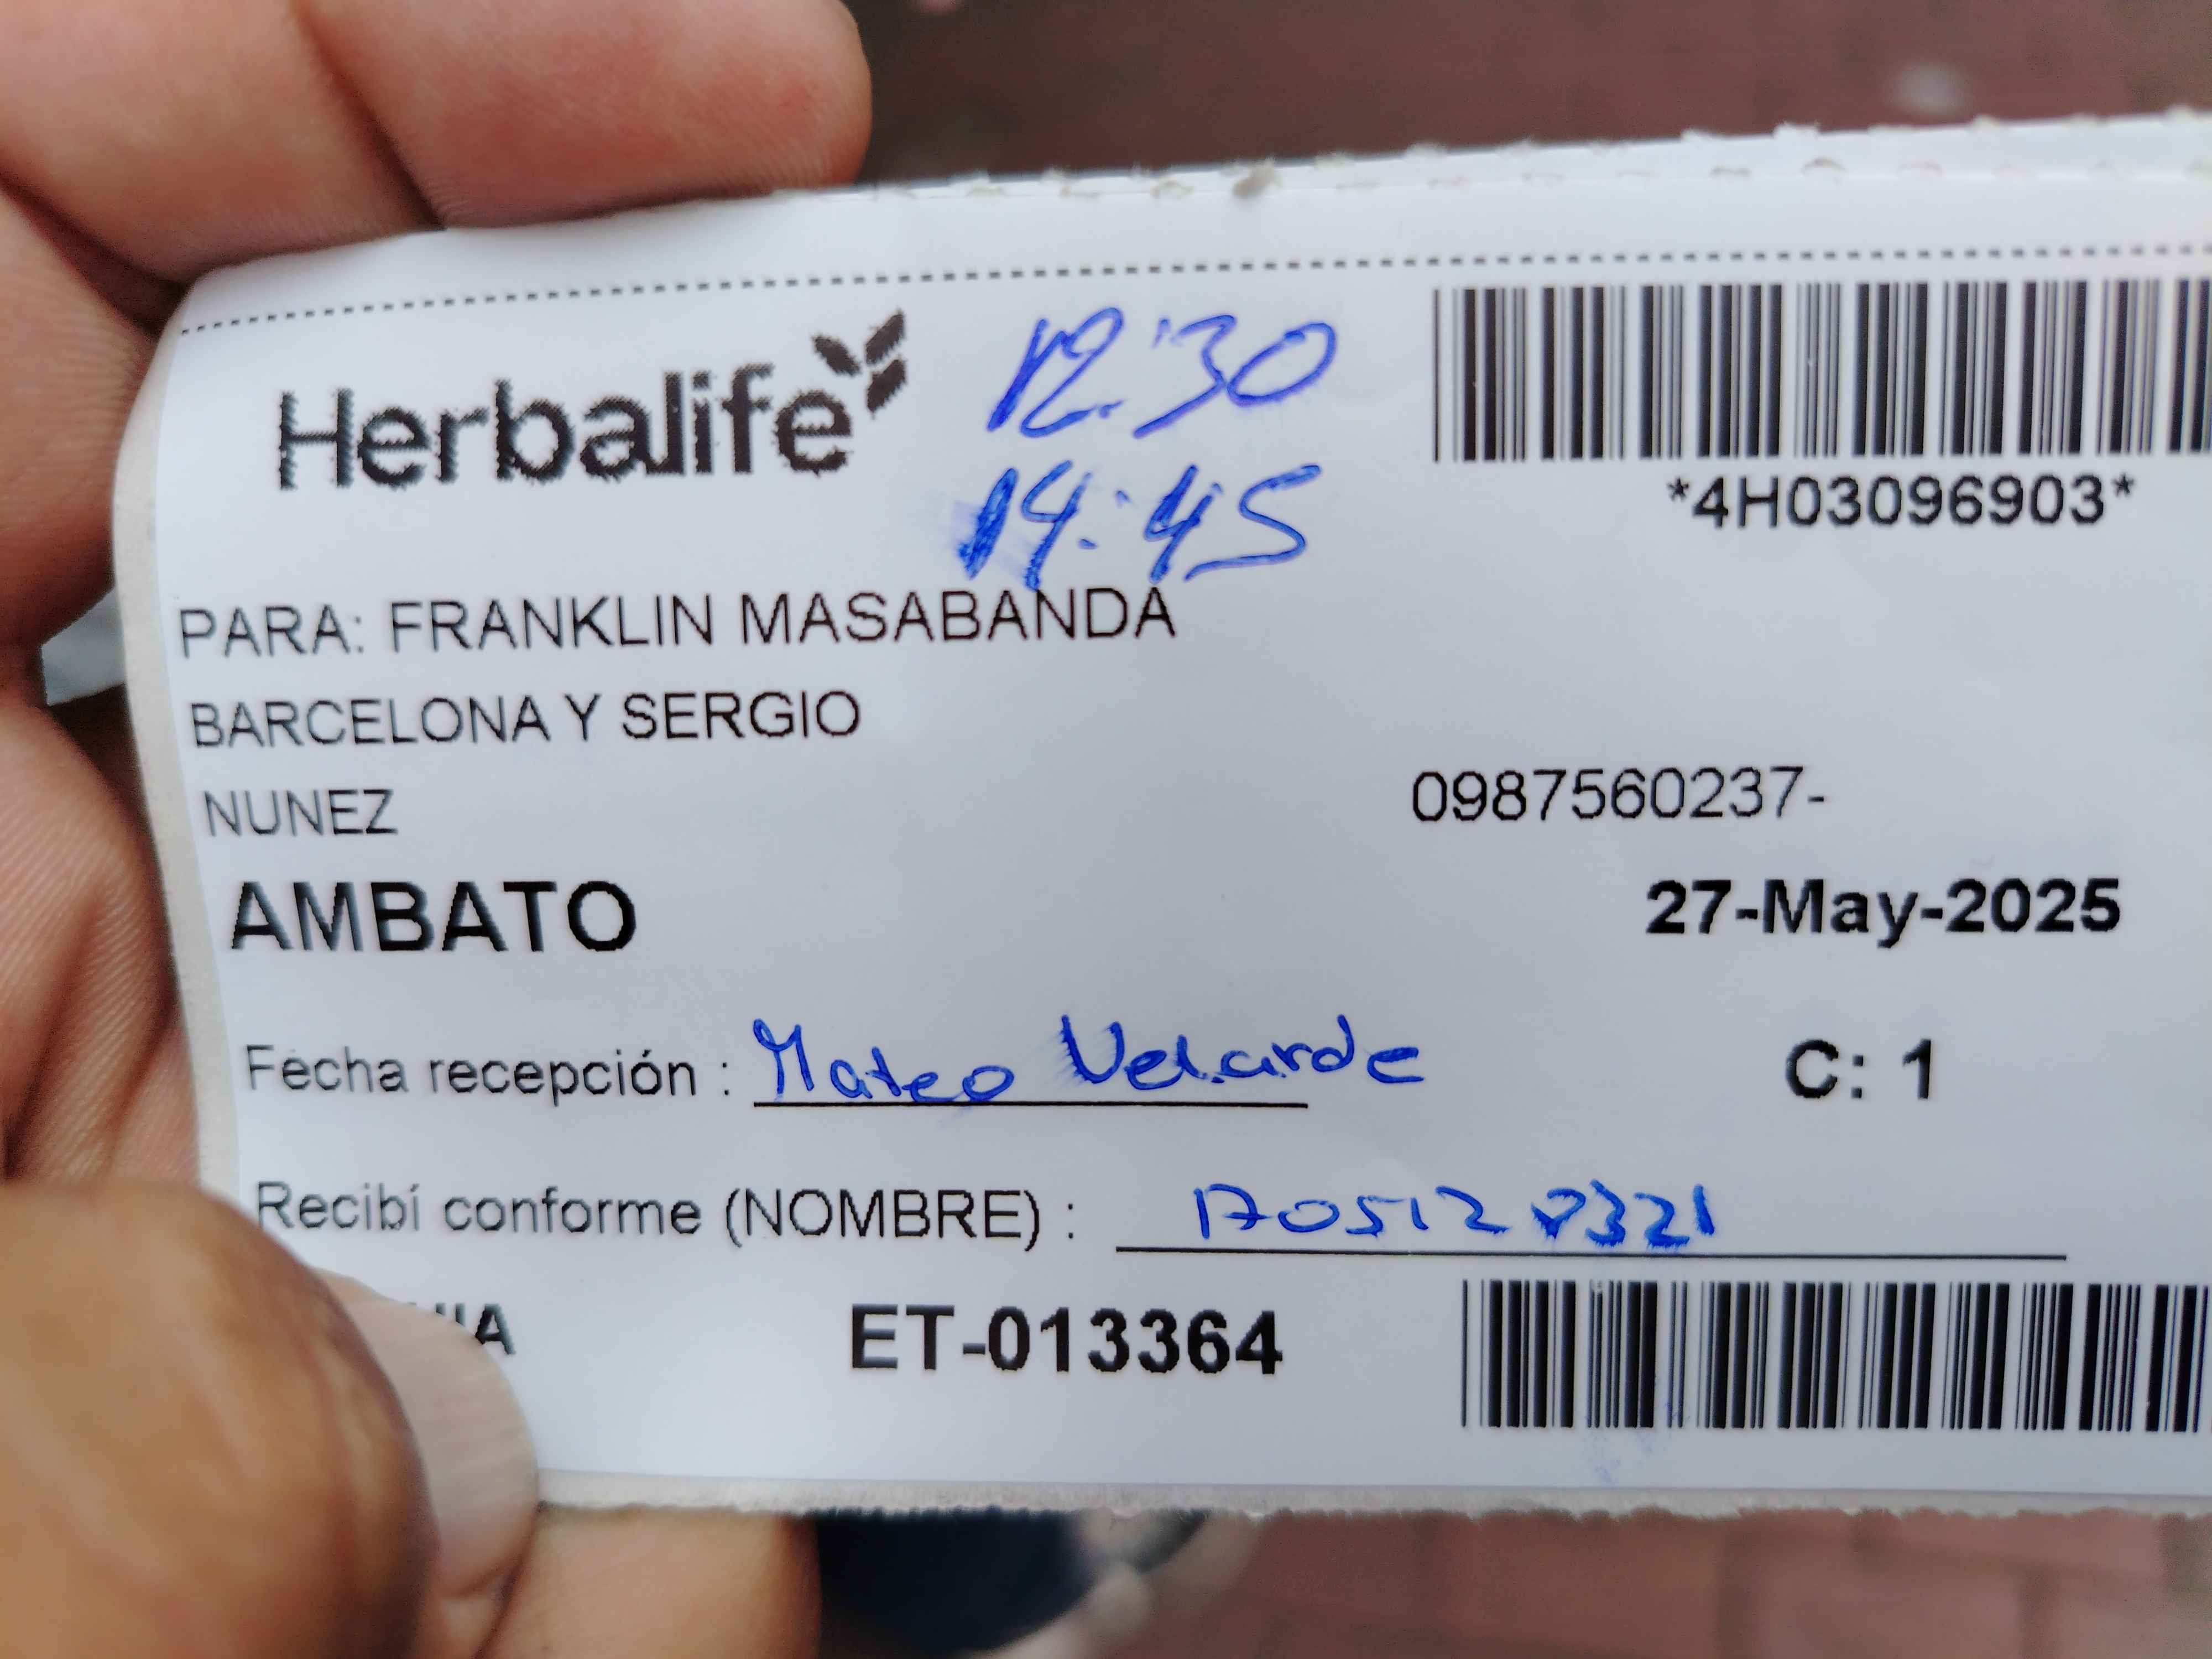 Herbalife
12:30
14:45
*4H03096903*
PARA: FRANKLIN MASABANDA
BARCELONA Y SERGIO
NUNEZ
0987560237-
AMBATO
27-May-2025
Fecha recepción : Mateo Velarde
C: 1
Recibí conforme (NOMBRE) :
ET-013364